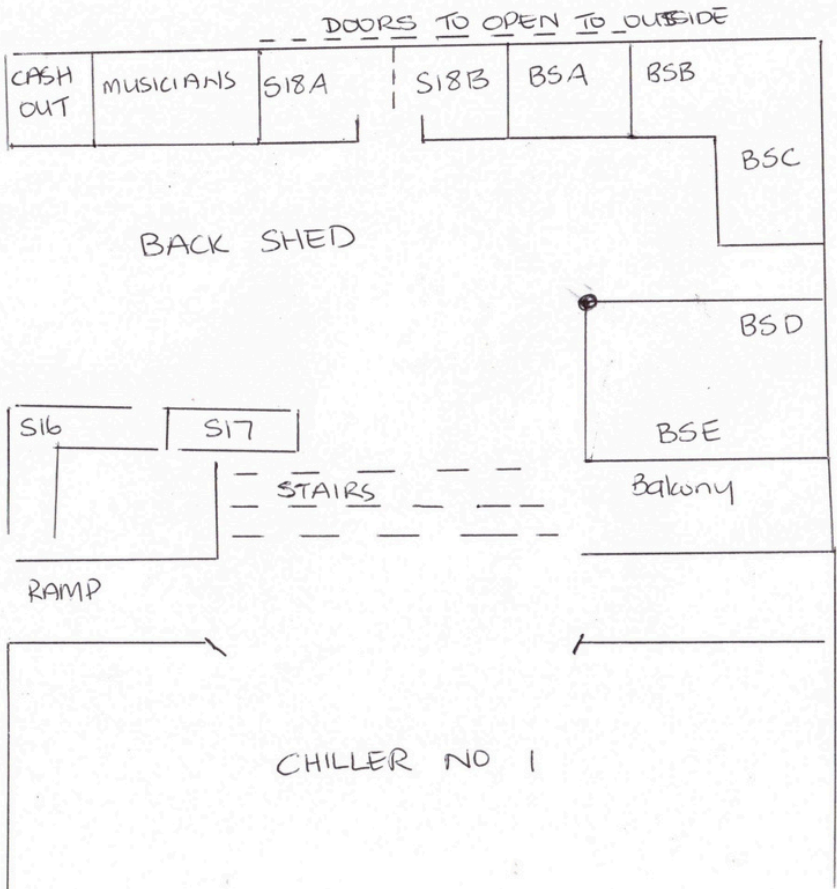 DOORS TO OPEN TO OUTSIDE
CASH
OUT
MUSICIANS
S18A
S18B
BSA
BSB
BSC
BACK SHED
BSD
S16
S17
BSE
STAIRS
Balkony
RAMP
CHILLER NO 1